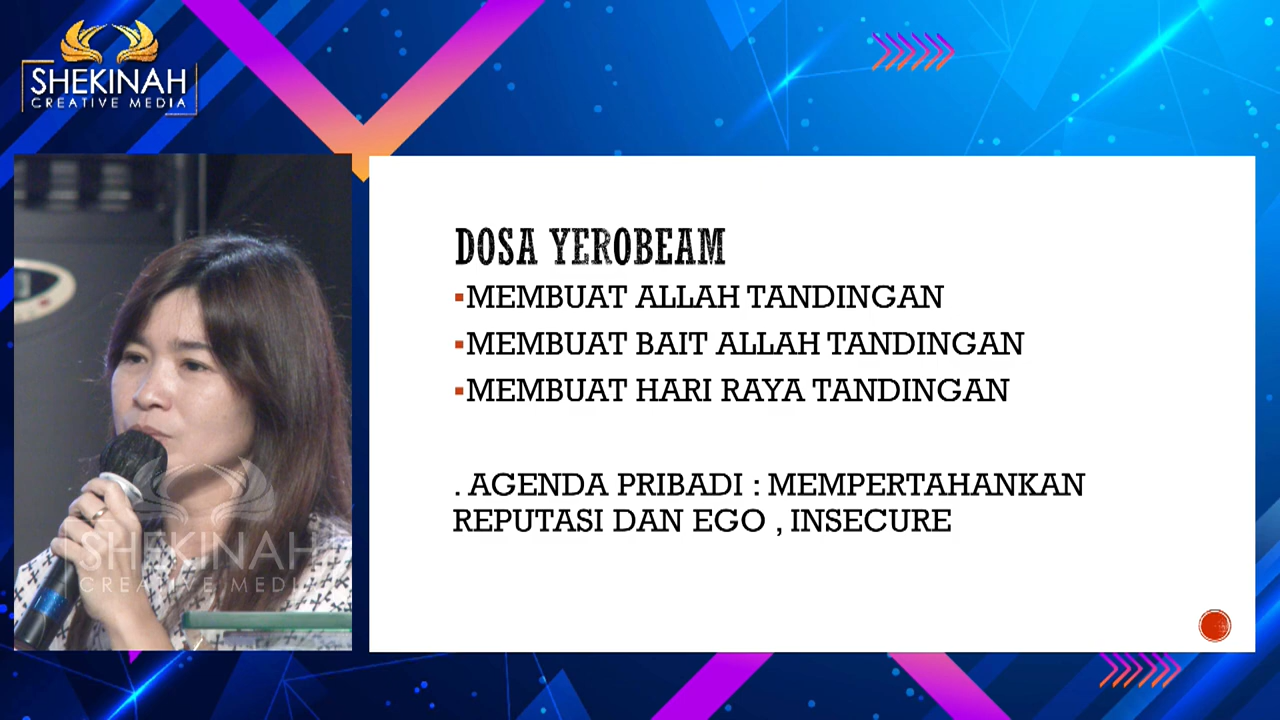 SHEKINAH
CREATIVE MEDIA
DOSA YEROBEAM
▪MEMBUAT ALLAH TANDINGAN
▪MEMBUAT BAIT ALLAH TANDINGAN
▪MEMBUAT HARI RAYA TANDINGAN
. AGENDA PRIBADI : MEMPERTAHANKAN
REPUTASI DAN EGO , INSECURE
SHEKINAH
CREATIVE MEDIA